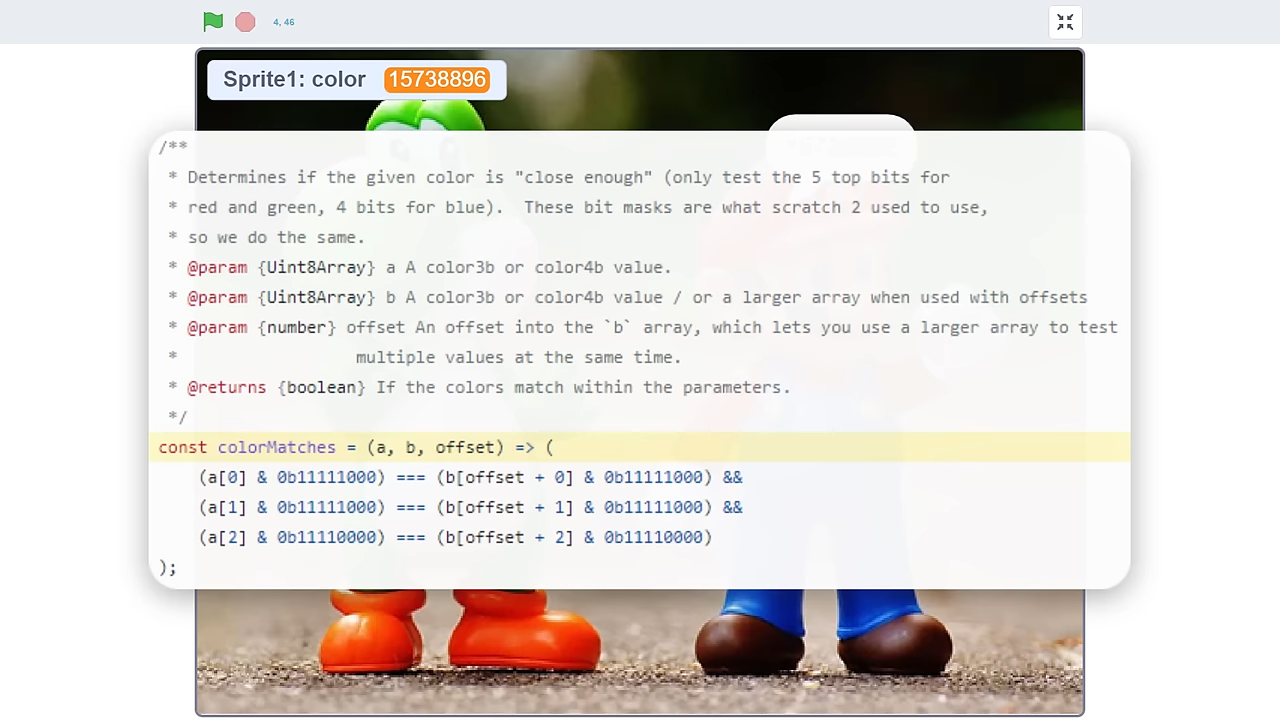 4, 46
Sprite1: color 15738896
/**
* Determines if the given color is "close enough" (only test the 5 top bits for
* red and green, 4 bits for blue).  These bit masks are what scratch 2 used to use,
* so we do the same.
* @param {Uint8Array} a A color3b or color4b value.
* @param {Uint8Array} b A color3b or color4b value / or a larger array when used with offsets
* @param {number} offset An offset into the `b` array, which lets you use a larger array to test
*                  multiple values at the same time.
* @returns {boolean} If the colors match within the parameters.
*/
const colorMatches = (a, b, offset) => (
    (a[0] & 0b11111000) === (b[offset + 0] & 0b11111000) &&
    (a[1] & 0b11111000) === (b[offset + 1] & 0b11111000) &&
    (a[2] & 0b11110000) === (b[offset + 2] & 0b11110000)
);